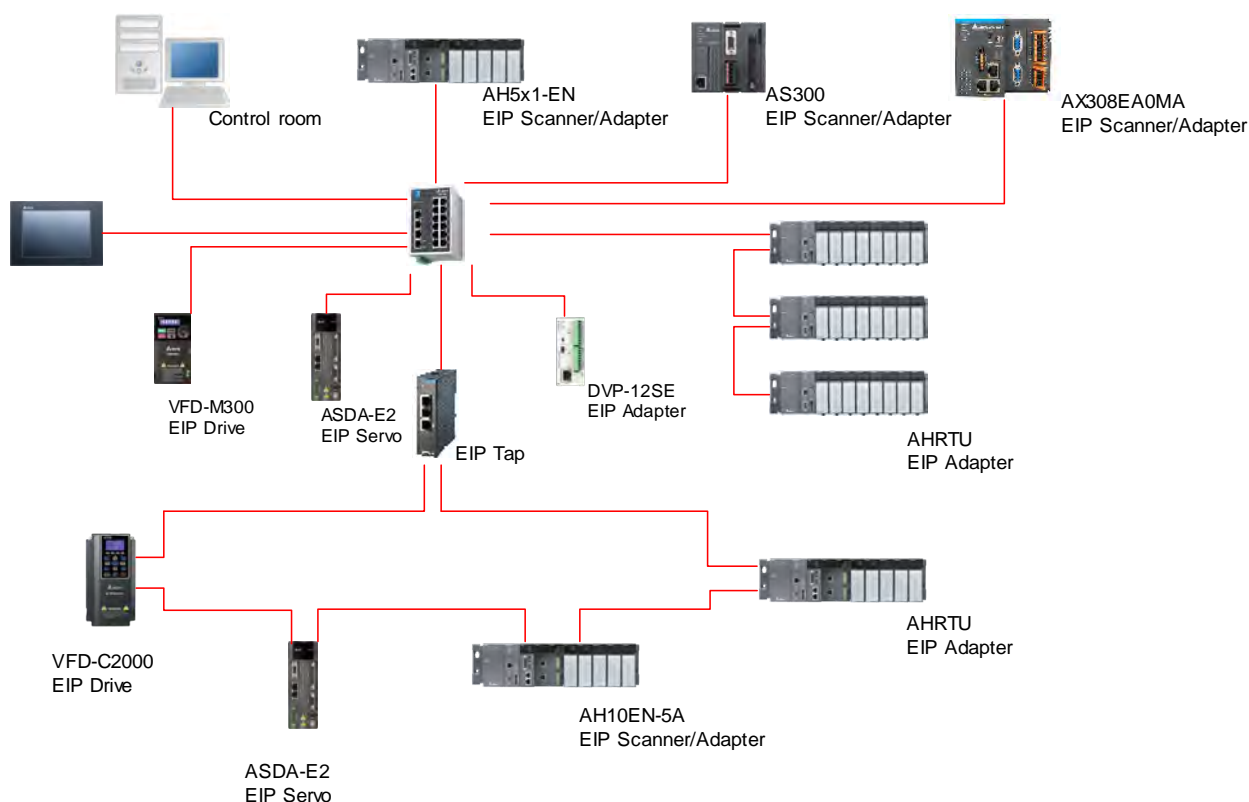 Control room
AH5x1-EN
EIP Scanner/Adapter
AS300
EIP Scanner/Adapter
AX308EA0MA
EIP Scanner/Adapter
VFD-M300
EIP Drive
ASDA-E2
EIP Servo
EIP Tap
DVP-12SE
EIP Adapter
AHRTU
EIP Adapter
VFD-C2000
EIP Drive
ASDA-E2
EIP Servo
AH10EN-5A
EIP Scanner/Adapter
AHRTU
EIP Adapter